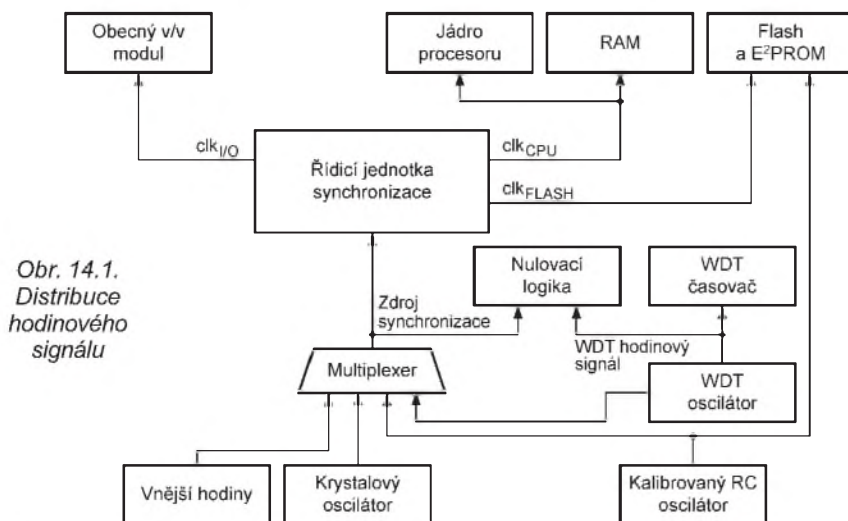 Obecný v/v
modul
Jádro
procesoru
RAM
Flash
a E²PROM
clkI/O
clkCPU
Řídicí jednotka
synchronizace
clkFLASH
Obr. 14.1.
Distribuce
hodinového
signálu
Nulovací
logika
WDT
časovač
Zdroj
synchronizace
WDT hodinový
signál
Multiplexer
WDT
oscilátor
Vnější hodiny
Krystalový
oscilátor
Kalibrovaný RC
oscilátor